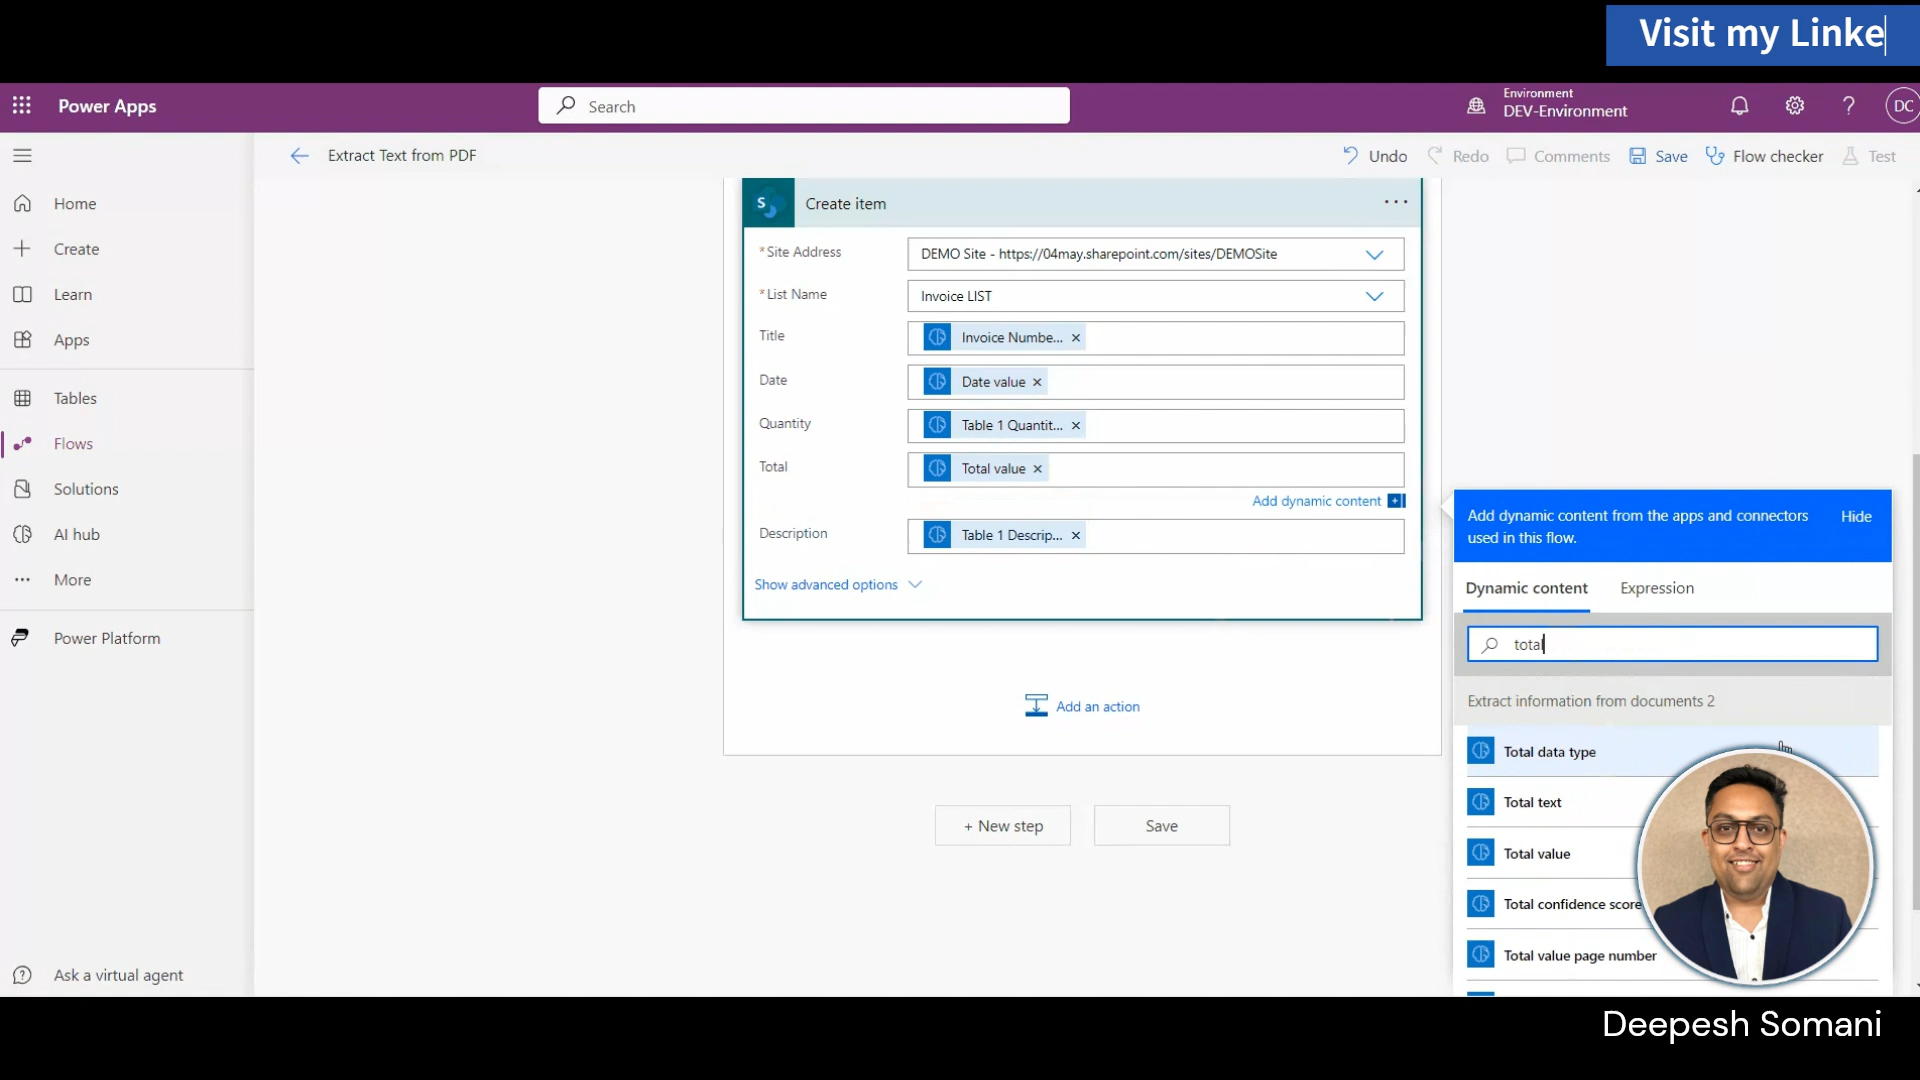 Visit my Linke
Power Apps
Search
Environment
DEV-Environment
DC
Extract Text from PDF
Undo
Redo
Comments
Save
Flow checker
Test
Home
Create
Learn
Apps
Tables
Flows
Solutions
AI hub
More
Power Platform
Ask a virtual agent
S
Create item
*Site Address
DEMO Site - https://04may.sharepoint.com/sites/DEMOSite
*List Name
Invoice LIST
Title
Invoice Numbe... ×
Date
Date value ×
Quantity
Table 1 Quantit... ×
Total
Total value ×
Add dynamic content
Description
Table 1 Descrip... ×
Show advanced options
Add an action
+ New step
Save
Add dynamic content from the apps and connectors
used in this flow.
Hide
Dynamic content
Expression
total
Extract information from documents 2
Total data type
Total text
Total value
Total confidence score
Total value page number
Deepesh Somani